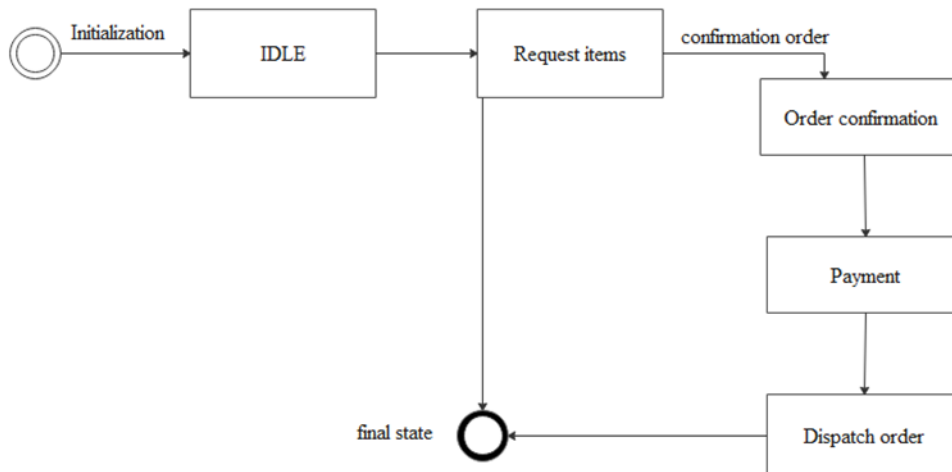 Initialization
IDLE
Request items
confirmation order
Order confirmation
Payment
final state
Dispatch order